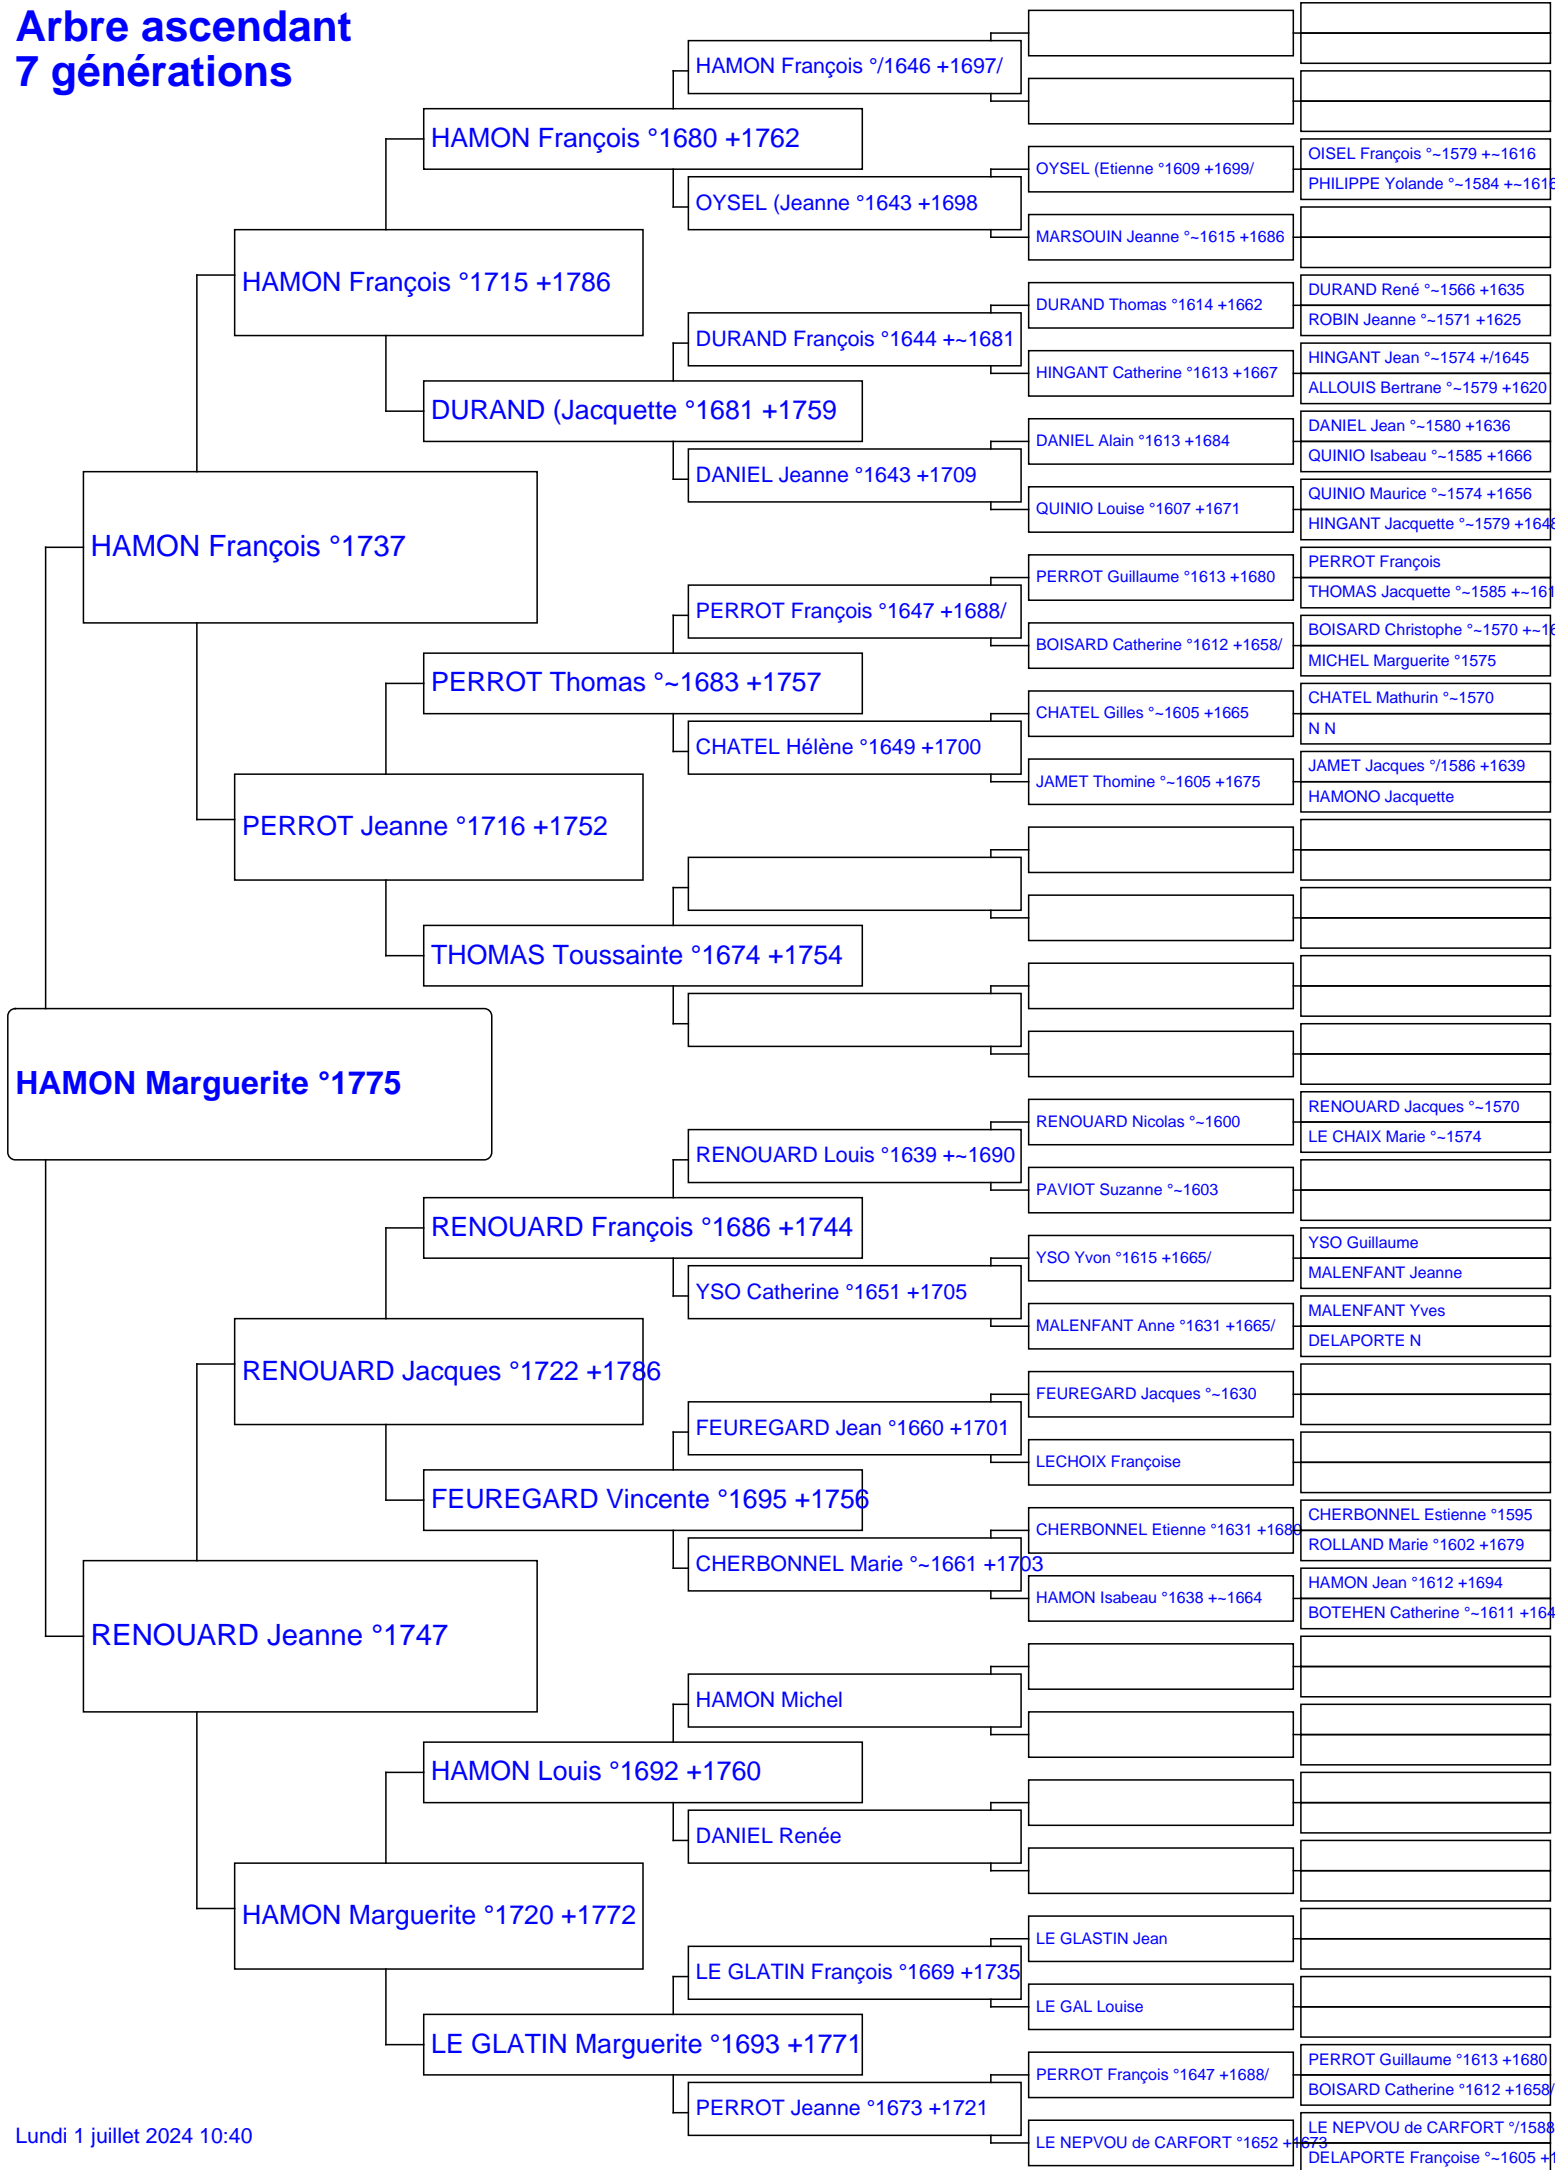 Arbre ascendant
7 générations
HAMON Marguerite °1775
HAMON François °1737
RENOUARD Jeanne °1747
HAMON François °1715 +1786
PERROT Jeanne °1716 +1752
RENOUARD Jacques °1722 +1786
HAMON Marguerite °1720 +1772
HAMON François °1680 +1762
DURAND (Jacquette °1681 +1759
PERROT Thomas °~1683 +1757
THOMAS Toussainte °1674 +1754
RENOUARD François °1686 +1744
FEUREGARD Vincente °1695 +1756
HAMON Louis °1692 +1760
LE GLATIN Marguerite °1693 +1771
HAMON François °/1646 +1697/
OYSEL (Jeanne °1643 +1698
DURAND François °1644 +~1681
DANIEL Jeanne °1643 +1709
PERROT François °1647 +1688/
CHATEL Hélène °1649 +1700
RENOUARD Louis °1639 +~1690
YSO Catherine °1651 +1705
FEUREGARD Jean °1660 +1701
CHERBONNEL Marie °~1661 +1703
HAMON Michel
DANIEL Renée
LE GLATIN François °1669 +1735
PERROT Jeanne °1673 +1721
OYSEL (Etienne °1609 +1699/
MARSOUIN Jeanne °~1615 +1686
DURAND Thomas °1614 +1662
HINGANT Catherine °1613 +1667
DANIEL Alain °1613 +1684
QUINIO Louise °1607 +1671
PERROT Guillaume °1613 +1680
BOISARD Catherine °1612 +1658/
CHATEL Gilles °~1605 +1665
JAMET Thomine °~1605 +1675
RENOUARD Nicolas °~1600
PAVIOT Suzanne °~1603
YSO Yvon °1615 +1665/
MALENFANT Anne °1631 +1665/
FEUREGARD Jacques °~1630
LECHOIX Françoise
CHERBONNEL Etienne °1631
HAMON Isabeau °1638 +~1664
LE GLASTIN Jean
LE GAL Louise
PERROT François °1647 +1688/
LE NEPVOU de CARFORT °1652 +1673
OISEL François °~1579 +~1616
PHILIPPE Yolande °~1584 +~1616
DURAND René °~1566 +1635
ROBIN Jeanne °~1571 +1625
HINGANT Jean °~1574 +/1645
ALLOUIS Bertrane °~1579 +1620
DANIEL Jean °~1580 +1636
QUINIO Isabeau °~1585 +1666
QUINIO Maurice °~1574 +1656
HINGANT Jacquette °~1579 +1648
PERROT François
THOMAS Jacquette °~1585 +~161
BOISARD Christophe °~1570 +~16
MICHEL Marguerite °1575
CHATEL Mathurin °~1570
N N
JAMET Jacques °/1586 +1639
HAMONO Jacquette
RENOUARD Jacques °~1570
LE CHAIX Marie °~1574
YSO Guillaume
MALENFANT Jeanne
MALENFANT Yves
DELAPORTE N
CHERBONNEL Estienne °1595
ROLLAND Marie °1602 +1679
HAMON Jean °1612 +1694
BOTEHEN Catherine °~1611 +164
PERROT Guillaume °1613 +1680
BOISARD Catherine °1612 +1658/
LE NEPVOU de CARFORT °/1588
DELAPORTE Françoise °~1605 +1
Lundi 1 juillet 2024 10:40